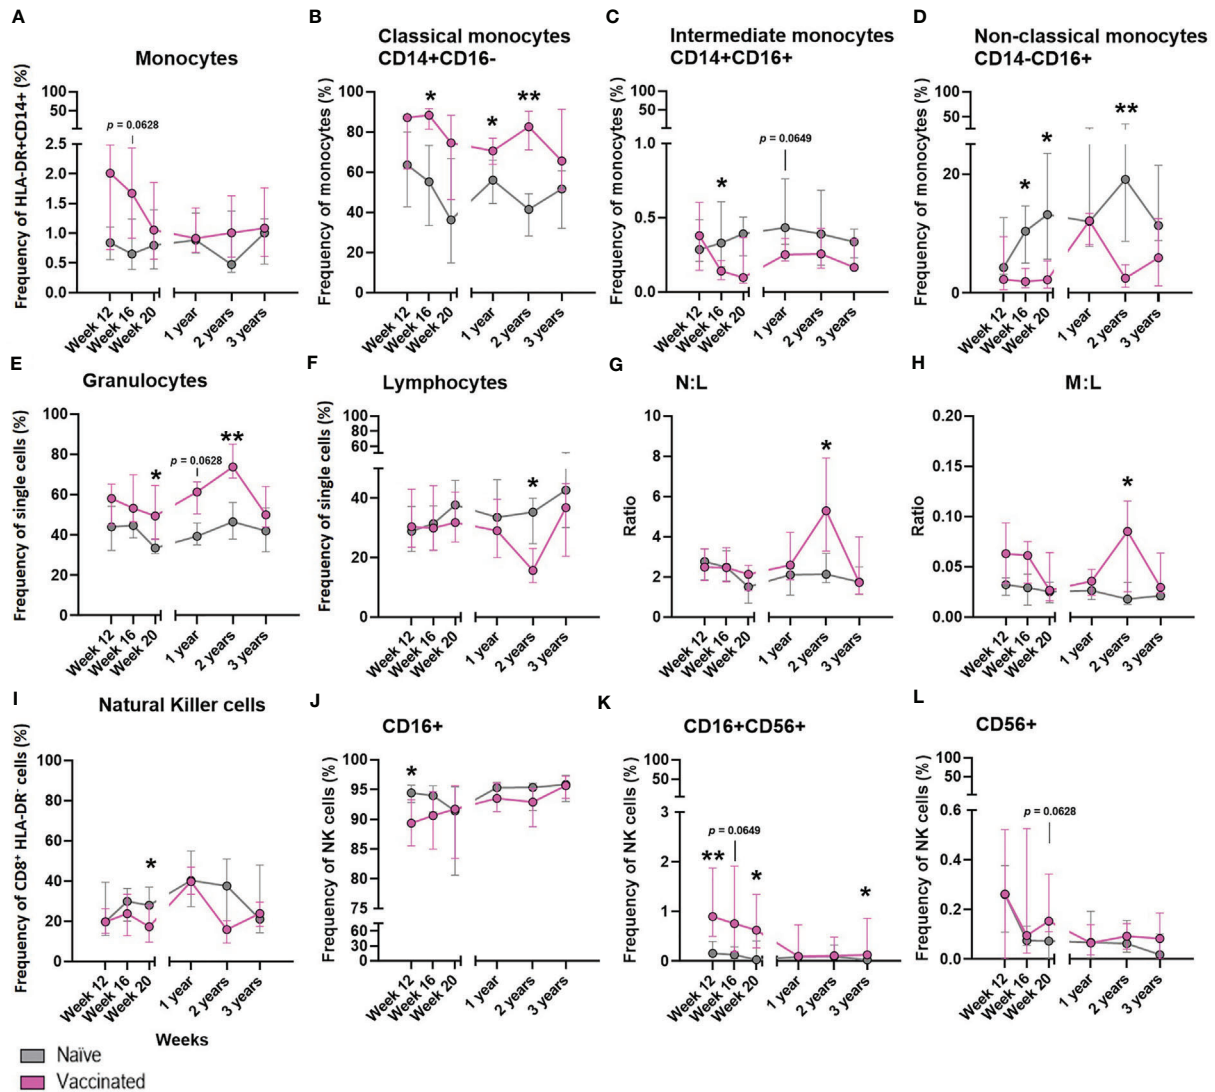 A
Monocytes
Frequency of HLA-DR+CD14+ (%)
100
50
2.5
2.0
1.5
1.0
0.5
0.0
p = 0.0628
Week 12
Week 16
Week 20
1 year
2 years
3 years
B
Classical monocytes
CD14+CD16-
Frequency of monocytes (%)
100
80
60
40
20
0
*
*
**
Week 12
Week 16
Week 20
1 year
2 years
3 years
C
Intermediate monocytes
CD14+CD16+
Frequency of monocytes (%)
100
50
1.0
0.5
0.0
*
p = 0.0649
Week 12
Week 16
Week 20
1 year
2 years
3 years
D
Non-classical monocytes
CD14-CD16+
Frequency of monocytes (%)
100
50
20
0
*
*
**
Week 12
Week 16
Week 20
1 year
2 years
3 years
E
Granulocytes
Frequency of single cells (%)
100
80
60
40
20
0
*
p = 0.0628
**
Week 12
Week 16
Week 20
1 year
2 years
3 years
F
Lymphocytes
Frequency of single cells (%)
100
80
60
40
20
0
*
Week 12
Week 16
Week 20
1 year
2 years
3 years
G
N:L
Ratio
10
8
6
4
2
0
*
Week 12
Week 16
Week 20
1 year
2 years
3 years
H
M:L
Ratio
0.20
0.15
0.10
0.05
0.00
*
Week 12
Week 16
Week 20
1 year
2 years
3 years
I
Natural Killer cells
Frequency of CD8+ HLA-DR- cells (%)
100
80
60
40
20
0
*
Week 12
Week 16
Week 20
1 year
2 years
3 years
Weeks
J
CD16+
Frequency of NK cells (%)
100
95
90
85
80
75
60
30
0
*
Week 12
Week 16
Week 20
1 year
2 years
3 years
K
CD16+CD56+
Frequency of NK cells (%)
100
50
3
2
1
0
**
p = 0.0649
*
*
Week 12
Week 16
Week 20
1 year
2 years
3 years
L
CD56+
Frequency of NK cells (%)
100
50
0.6
0.4
0.2
0.0
p = 0.0628
Week 12
Week 16
Week 20
1 year
2 years
3 years
Naïve
Vaccinated